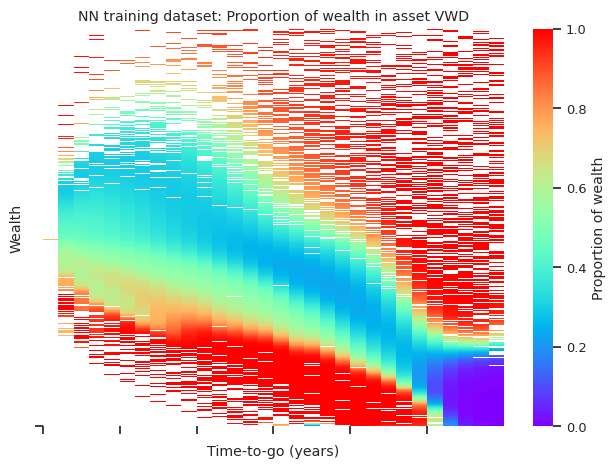 NN training dataset: Proportion of wealth in asset VWD
Wealth
Time-to-go (years)
1.0
0.8
0.6
0.4
0.2
0.0
Proportion of wealth